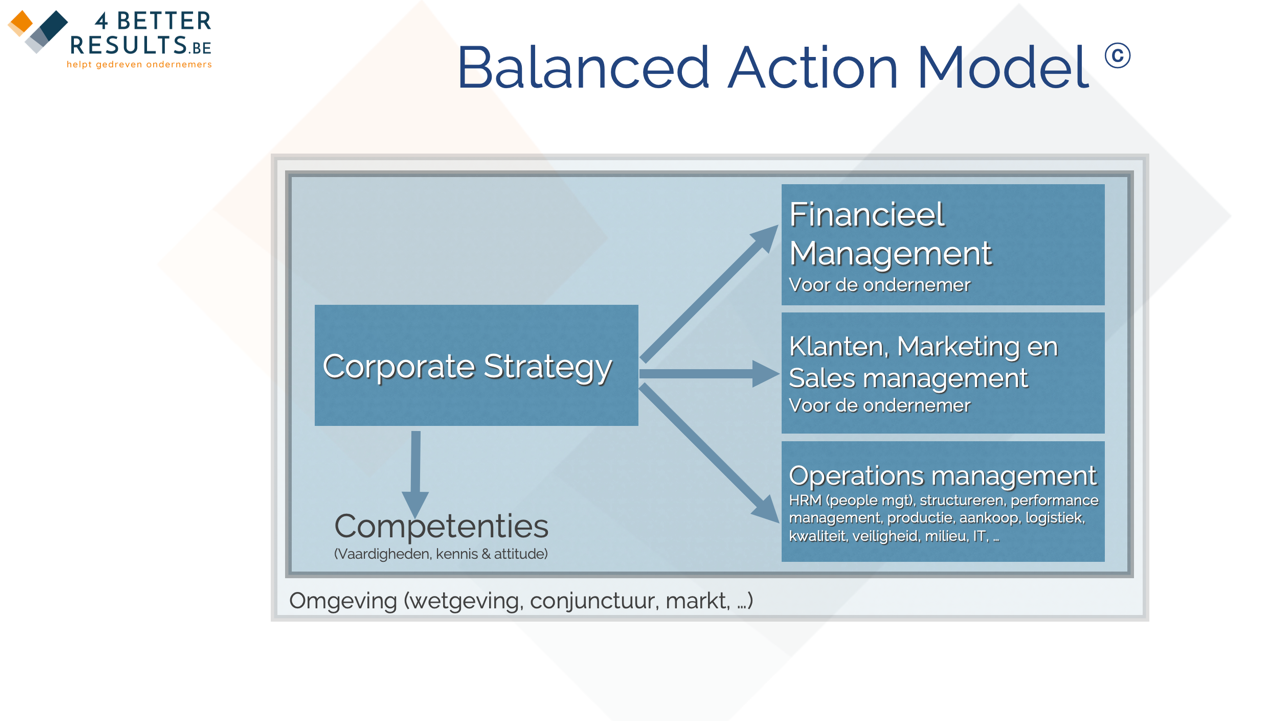 4 BETTER
RESULTS.BE
helpt gedreven ondernemers
Balanced Action Model ©
Financieel
Management
Voor de ondernemer
Corporate Strategy
Klanten, Marketing en
Sales management
Voor de ondernemer
Operations management
HRM (people mgt), structureren, performance
management, productie, aankoop, logistiek,
kwaliteit, veiligheid, milieu, IT, ...
Competenties
(Vaardigheden, kennis & attitude)
Omgeving (wetgeving, conjunctuur, markt, ...)